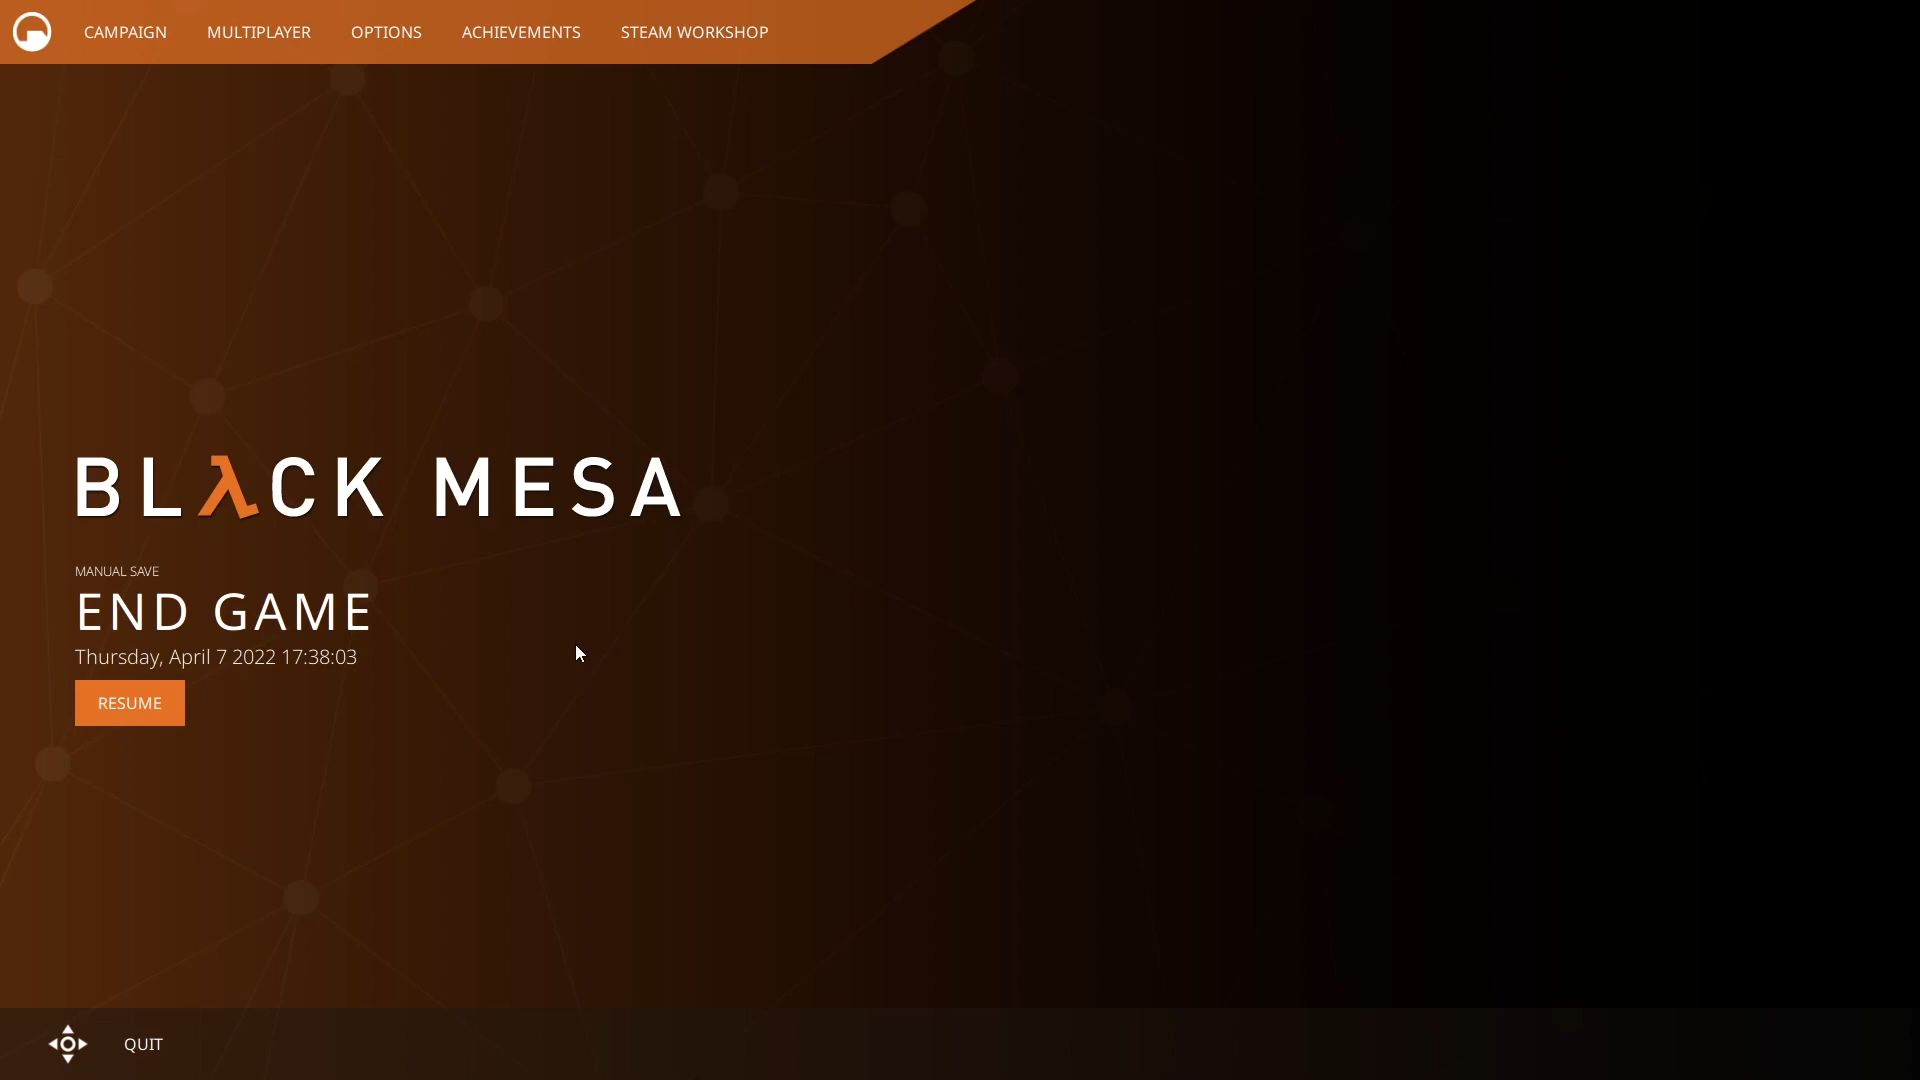 CAMPAIGN MULTIPLAYER OPTIONS ACHIEVEMENTS STEAM WORKSHOP
BLλCK MESA
MANUAL SAVE
END GAME
Thursday, April 7 2022 17:38:03
RESUME
QUIT